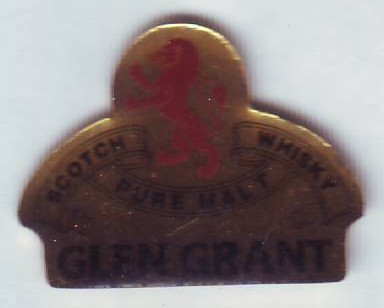 SCOTCH WHISKY
PURE MALT
GLEN GRANT